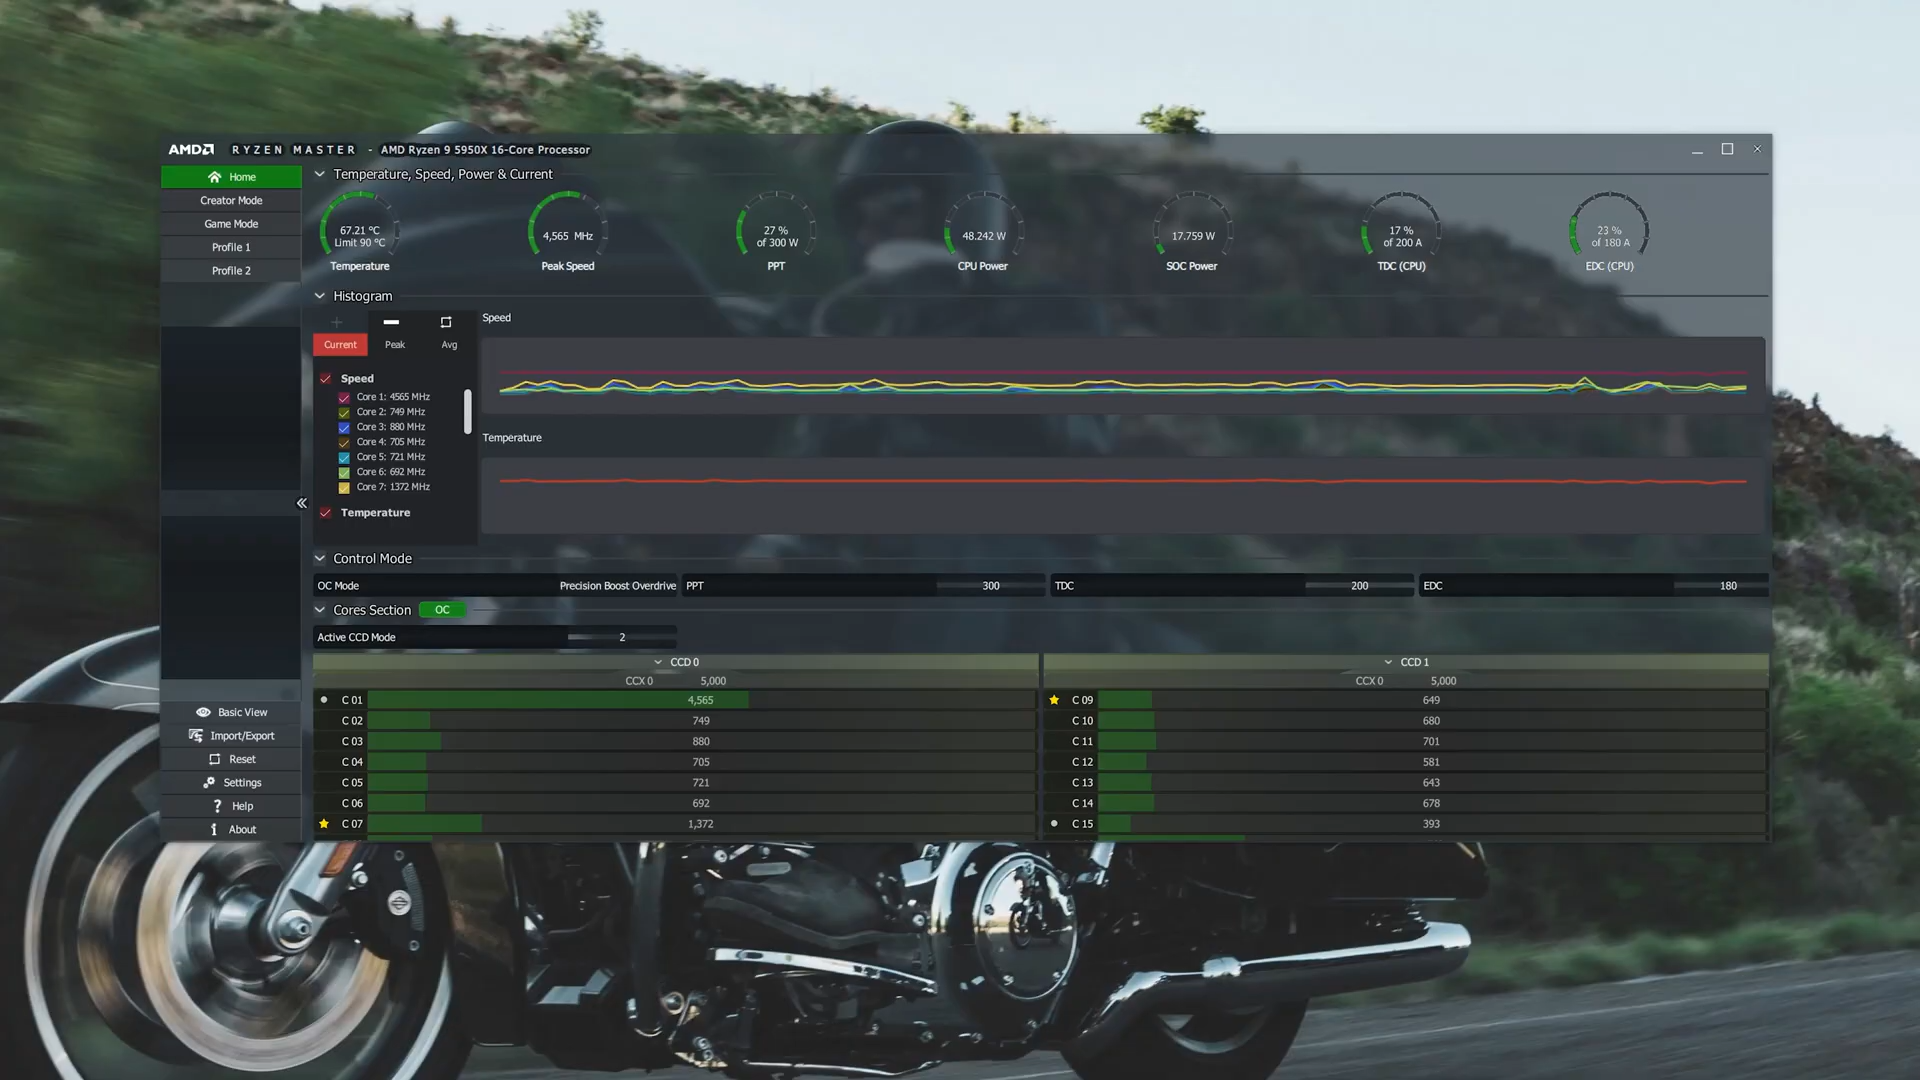 AMD RYZEN MASTER - AMD Ryzen 9 5950X 16-Core Processor
Home
Creator Mode
Game Mode
Profile 1
Profile 2
Basic View
Import/Export
Reset
Settings
Help
About
Temperature, Speed, Power & Current
67.21 ºC
Limit 90 ºC
Temperature
4,565 MHz
Peak Speed
27 %
of 300 W
PPT
48.242 W
CPU Power
17.759 W
SOC Power
17 %
of 200 A
TDC (CPU)
23 %
of 180 A
EDC (CPU)
Histogram
Current Peak Avg
Speed
Core 1: 4565 MHz
Core 2: 749 MHz
Core 3: 880 MHz
Core 4: 705 MHz
Core 5: 721 MHz
Core 6: 692 MHz
Core 7: 1372 MHz
Temperature
Speed
Temperature
Control Mode
OC Mode Precision Boost Overdrive PPT 300 TDC 200 EDC 180
Cores Section OC
Active CCD Mode 2
CCD 0
CCX 0 5,000
C 01 4,565
C 02 749
C 03 880
C 04 705
C 05 721
C 06 692
C 07 1,372
CCD 1
CCX 0 5,000
C 09 649
C 10 680
C 11 701
C 12 581
C 13 643
C 14 678
C 15 393